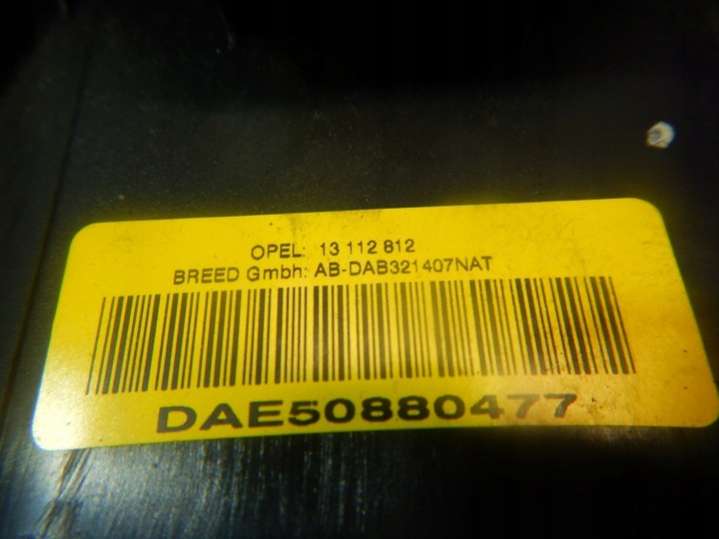 OPEL: 13 112 812
BREED Gmbh: AB-DAB321407NAT
DAE50880477